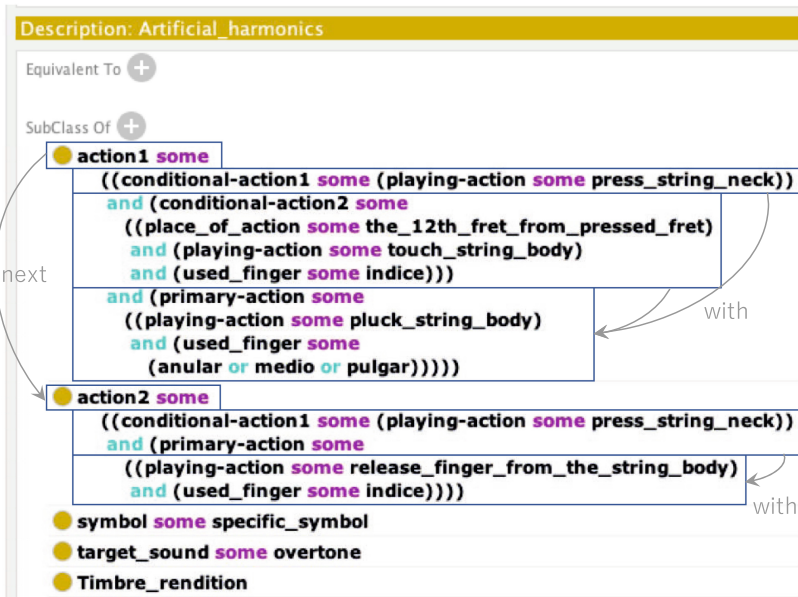 Description: Artificial_harmonics
Equivalent To +
SubClass Of +
action1 some
((conditional-action1 some (playing-action some press_string_neck))
and (conditional-action2 some
((place_of_action some the_12th_fret_from_pressed_fret)
and (playing-action some touch_string_body)
and (used_finger some indice)))
next
and (primary-action some
((playing-action some pluck_string_body)
with
and (used_finger some
(anular or medio or pulgar)))))
action2 some
((conditional-action1 some (playing-action some press_string_neck))
and (primary-action some
((playing-action some release_finger_from_the_string_body)
and (used_finger some indice))))
with
symbol some specific_symbol
target_sound some overtone
Timbre_rendition